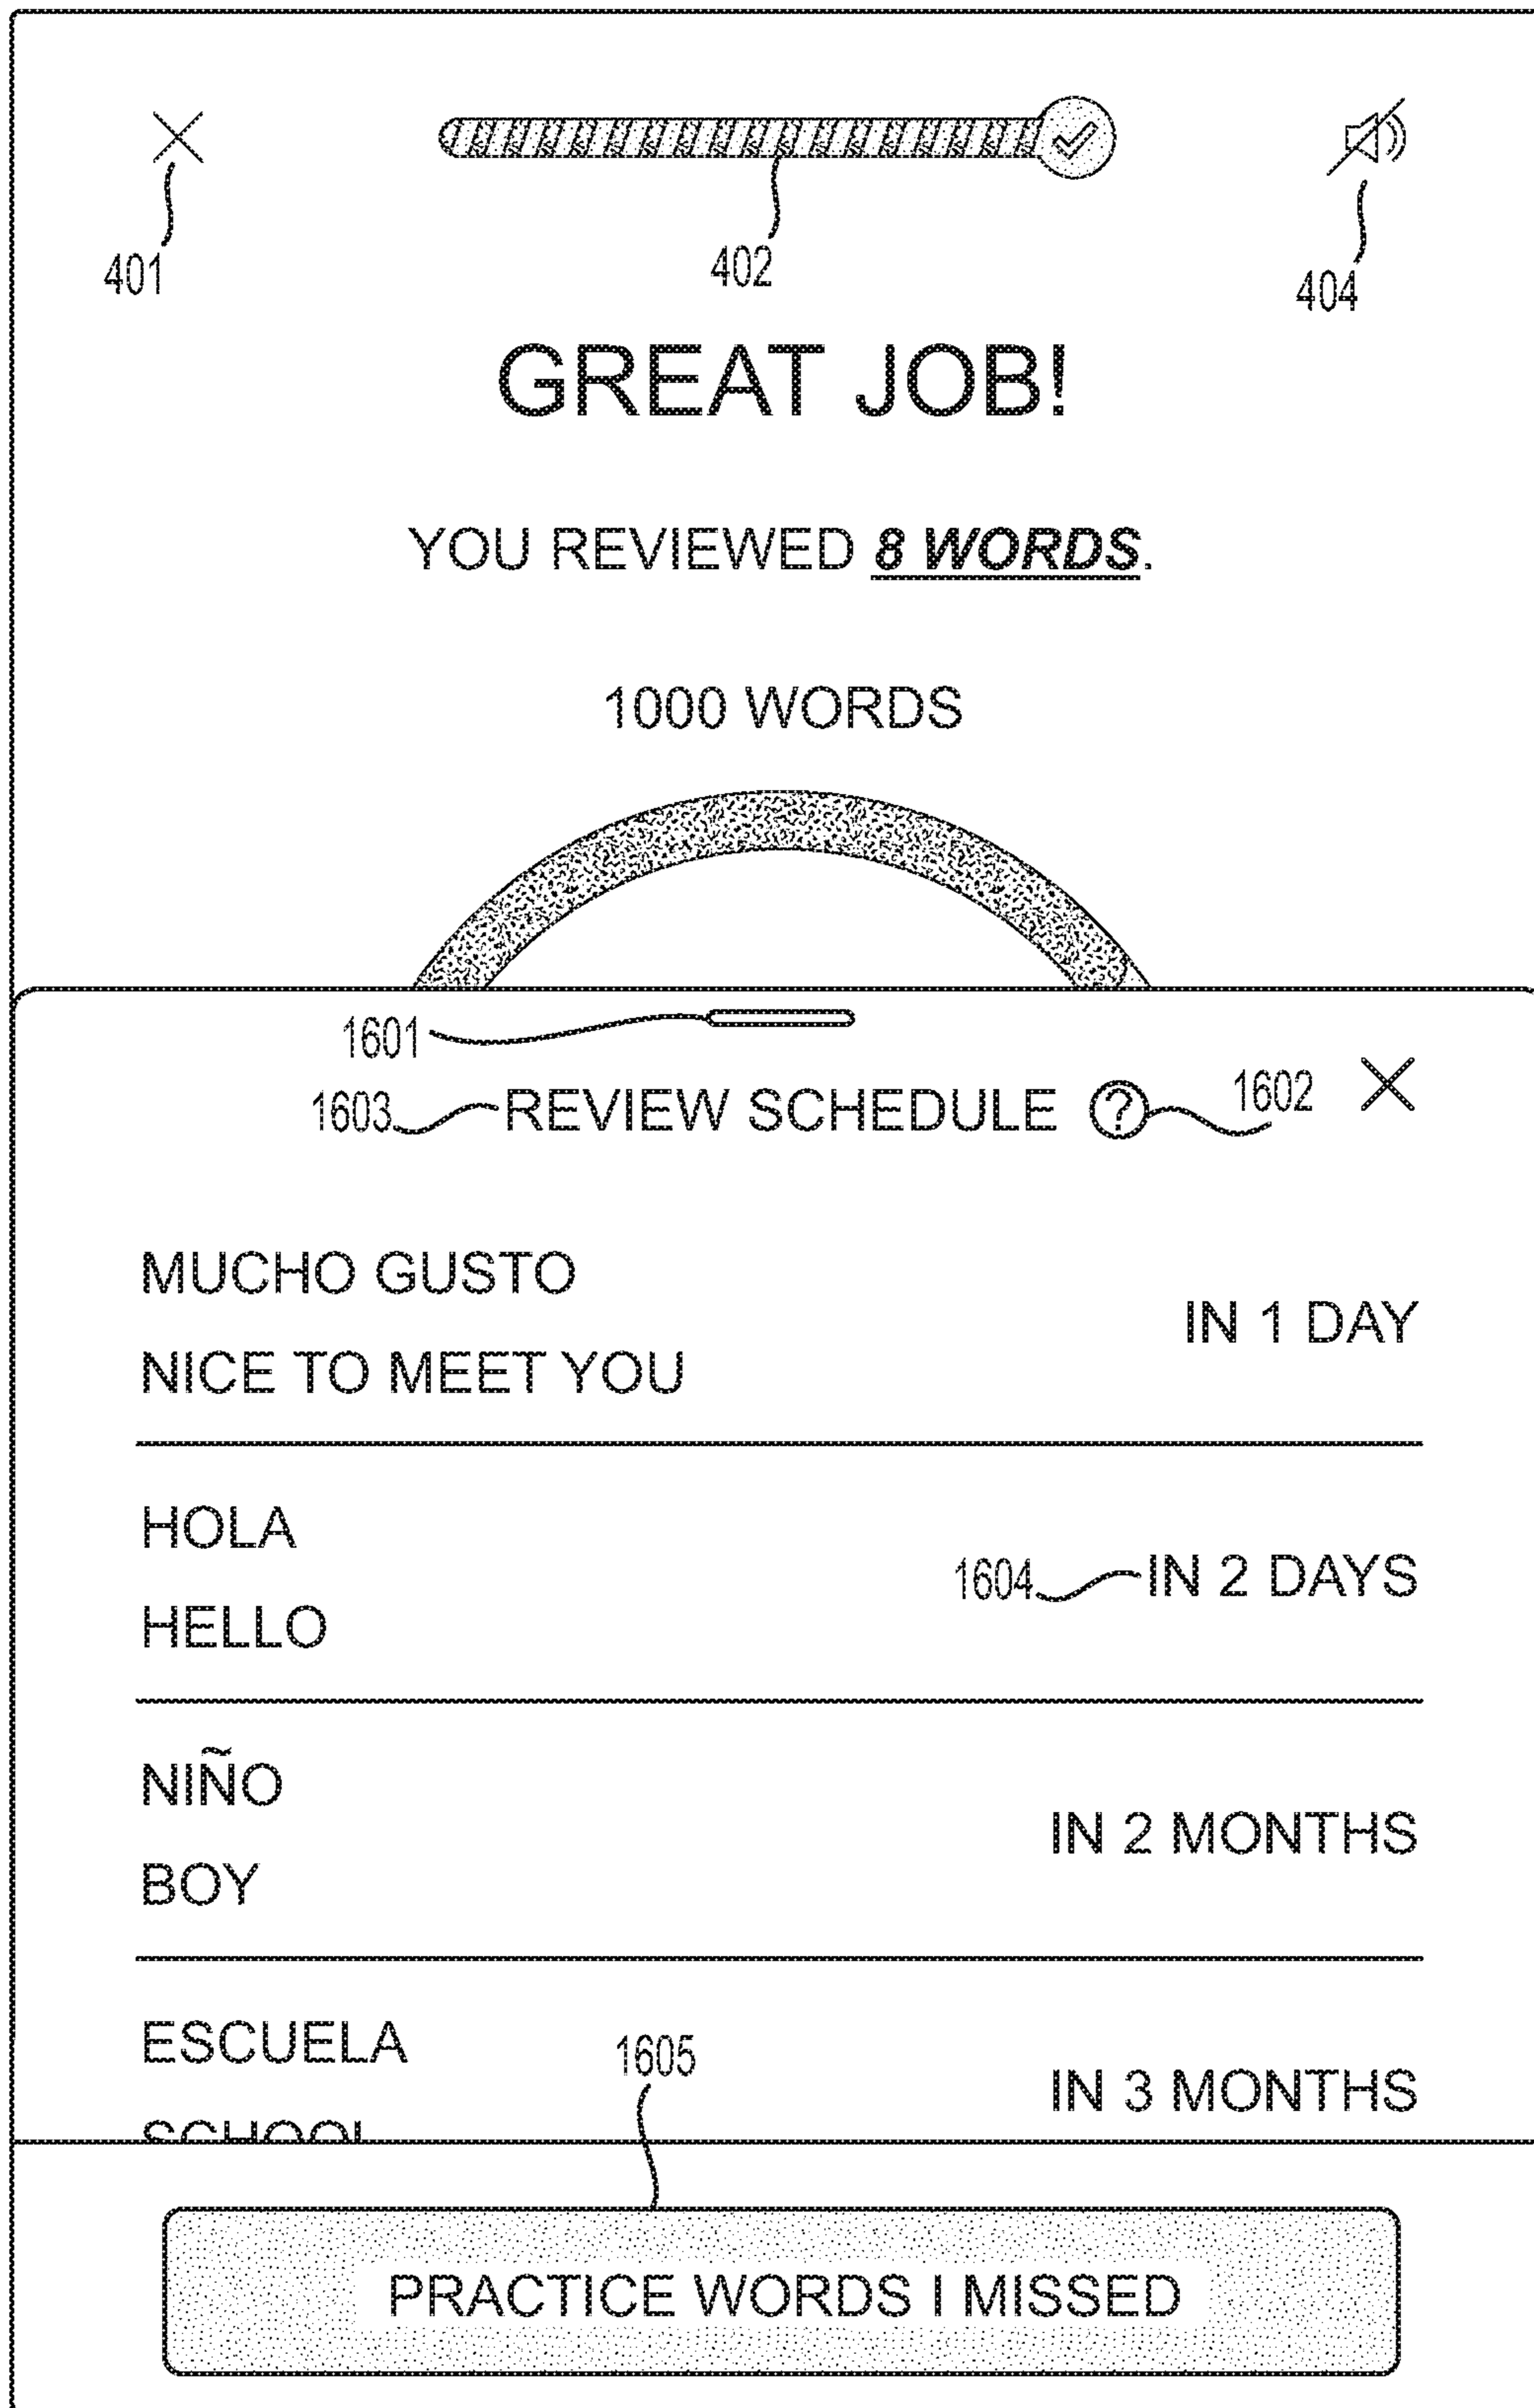 401
402
404
GREAT JOB!
YOU REVIEWED 8 WORDS.
1000 WORDS
1601
1603 REVIEW SCHEDULE ? 1602
MUCHO GUSTO
NICE TO MEET YOU
IN 1 DAY
HOLA
HELLO
1604 IN 2 DAYS
NIÑO
BOY
IN 2 MONTHS
ESCUELA
SCHOOL
IN 3 MONTHS
1605
PRACTICE WORDS I MISSED